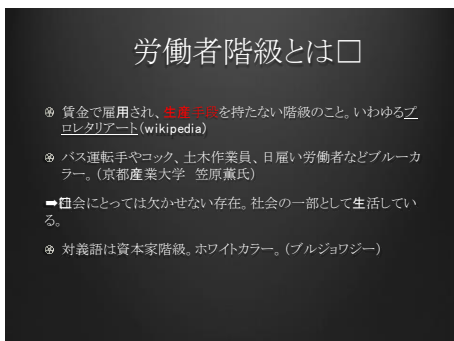 労働者階級とは□
賃金で雇用され、生産手段を持たない階級のこと。いわゆるプ
ロレタリアート(wikipedia)
バス運転手やコック、土木作業員、日雇い労働者などブルーカ
ラー。(京都産業大学 笠原薫氏)
➡会にとっては欠かせない存在。社会の一部として生活してい
る。
対義語は資本家階級。ホワイトカラー。(ブルジョワジー)